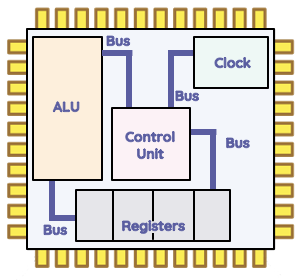 Bus
Clock
ALU
Bus
Control
Unit
Bus
Registers
Bus